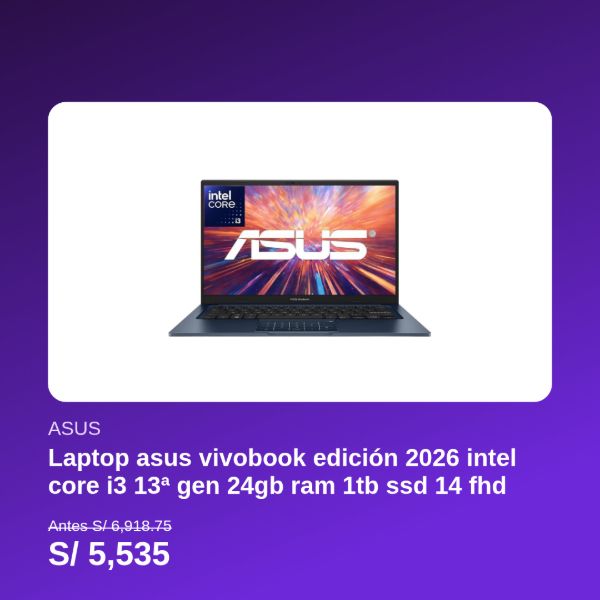 intel
CORE
i3
ASUS
ASUS
Laptop asus vivobook edición 2026 intel
core i3 13ª gen 24gb ram 1tb ssd 14 fhd
Antes S/ 6,918.75
S/ 5,535